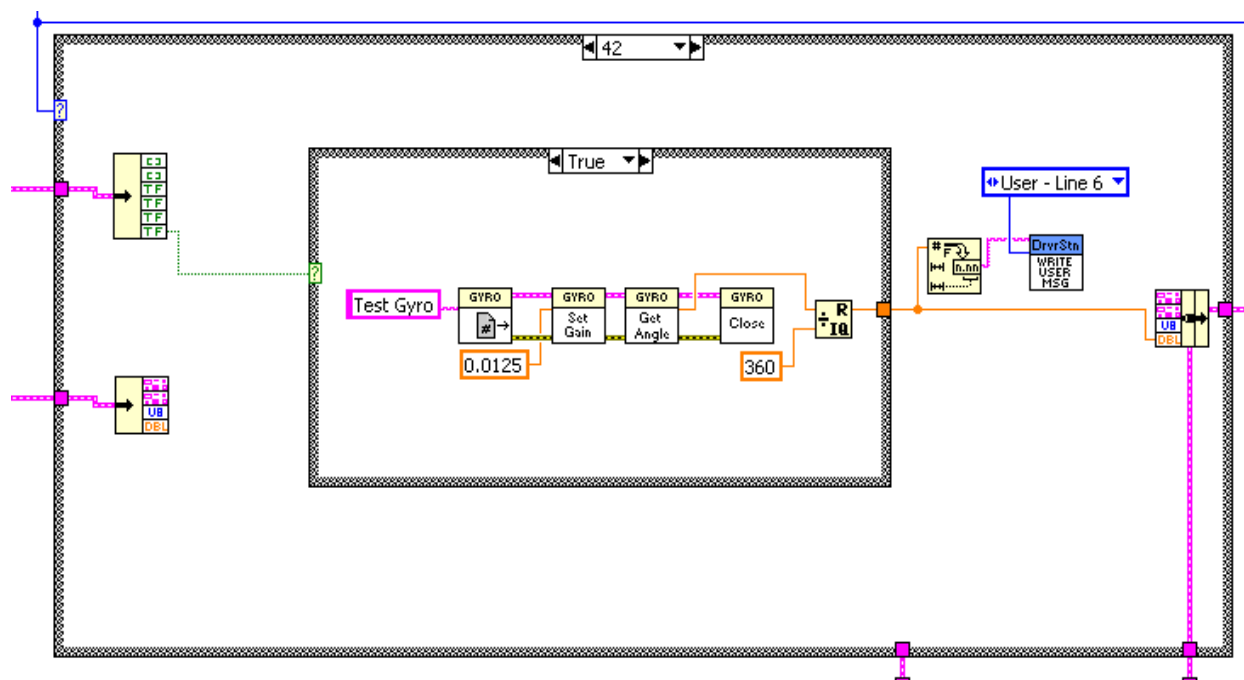 42
?
True
User - Line 6
TF
TF
TF
TF
?
# F
n.nn
DrvrStn
WRITE
USER
MSG
Test Gyro
GYRO
#
GYRO
Set
Gain
GYRO
Get
Angle
GYRO
Close
R
IQ
0.0125
360
U8
DBL
U8
DBL